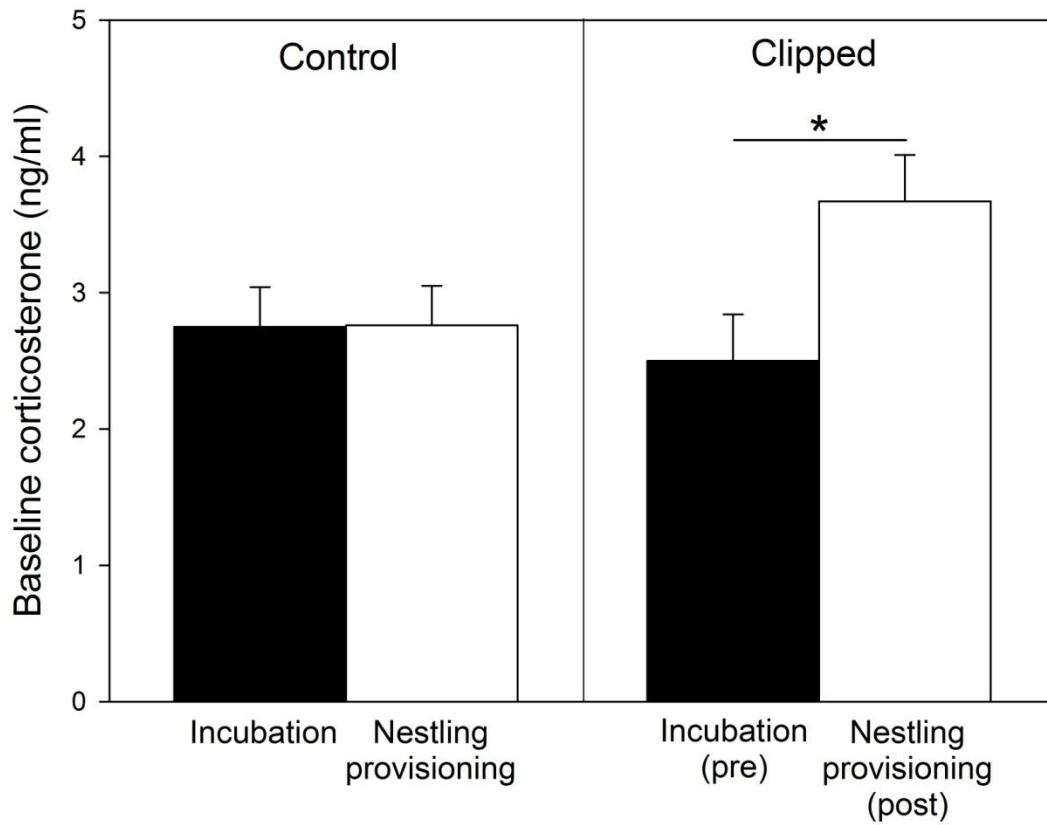 Control
Clipped
*
Baseline corticosterone (ng/ml)
5
4
3
2
1
0
Incubation
Nestling
provisioning
Incubation
(pre)
Nestling
provisioning
(post)